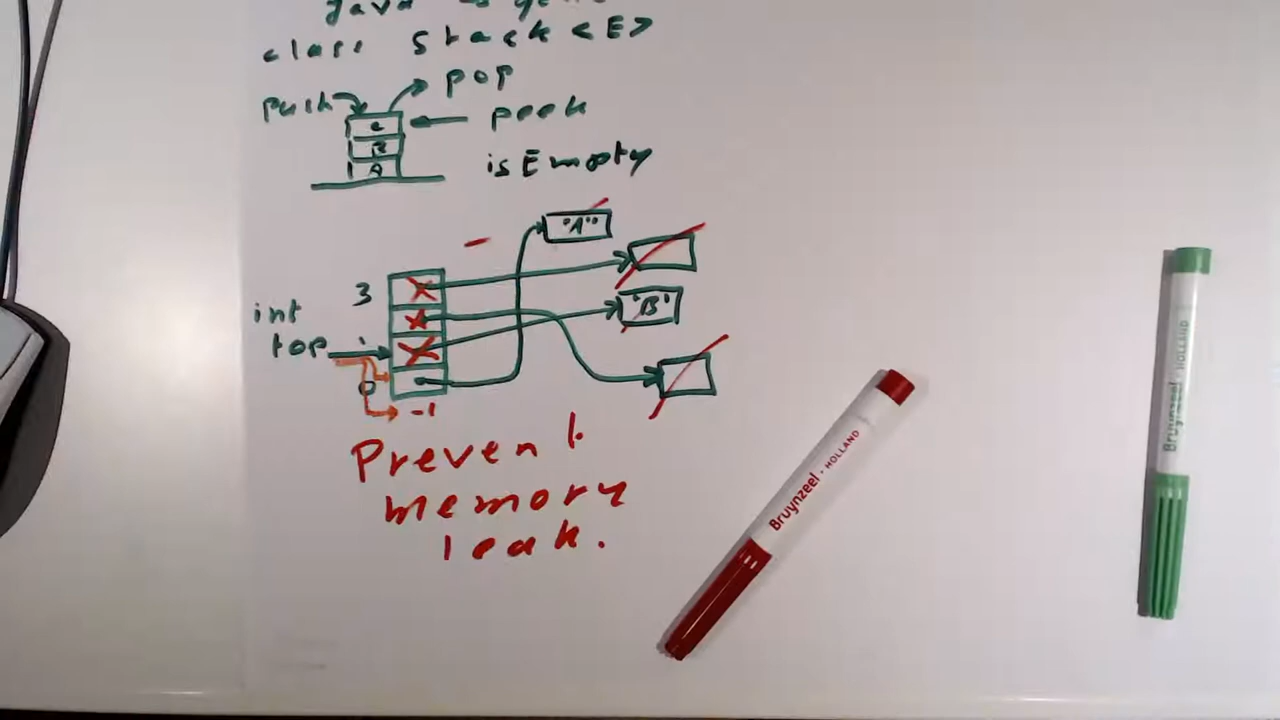 class Stack <E>
push pop
peek
C
B
A
isEmpty
"A"
3
"B"
int
top
0
-1
Prevent
memory
leak.
Bruynzeel · HOLLAND
Bruynzeel · HOLLAND